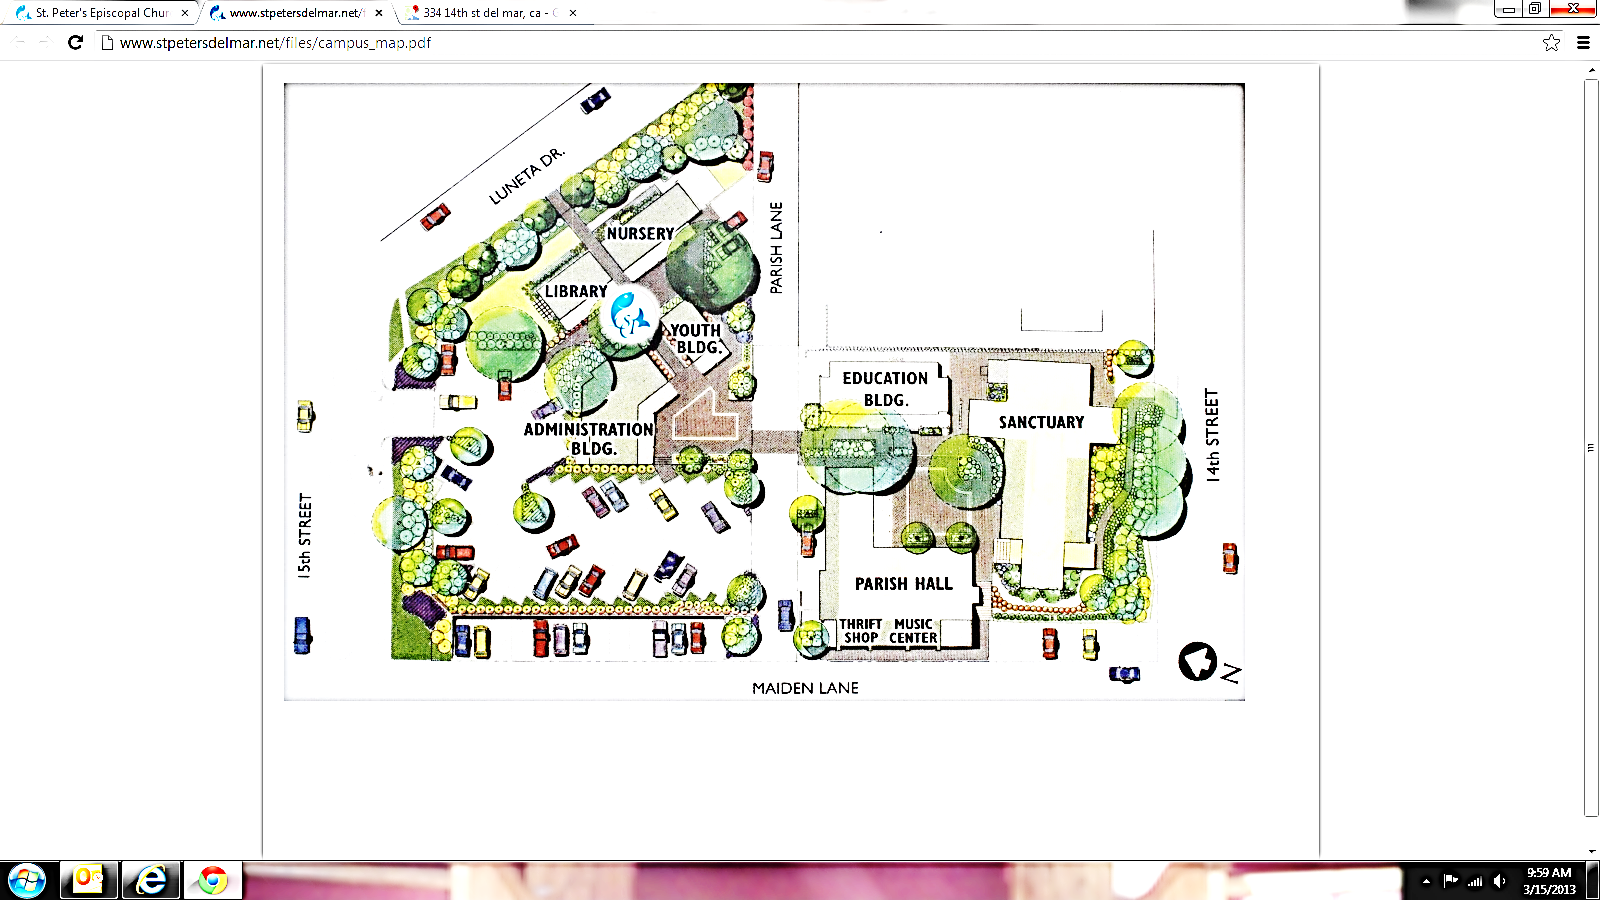 St. Peter's Episcopal Chur
www.stpetersdelmar.net/f
334 14th st del mar, ca - G
www.stpetersdelmar.net/files/campus_map.pdf
LUNETA DR.
NURSERY
PARISH LANE
LIBRARY
SP
YOUTH
BLDG.
EDUCATION
BLDG.
SANCTUARY
14th STREET
ADMINISTRATION
BLDG.
15th STREET
PARISH HALL
THRIFT
SHOP
MUSIC
CENTER
N
MAIDEN LANE
9:59 AM
3/15/2013